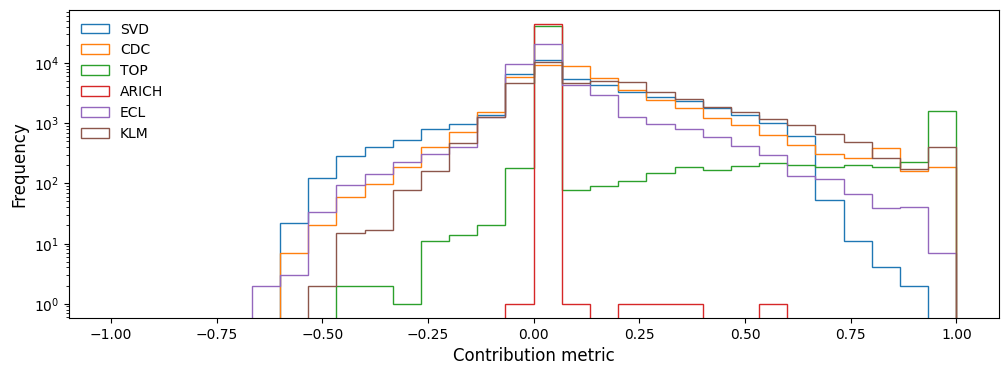 SVD
CDC
TOP
ARICH
ECL
KLM
Frequency
10⁴
10³
10²
10¹
10⁰
−1.00 −0.75 −0.50 −0.25 0.00 0.25 0.50 0.75 1.00
Contribution metric